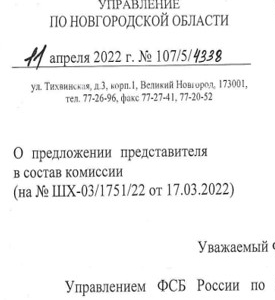 УПРАВЛЕНИЕ
ПО НОВГОРОДСКОЙ ОБЛАСТИ
11 апреля 2022 г. № 107/5/4338
ул. Тихвинская, д.3, корп.1, Великий Новгород, 173001,
тел. 77-26-96, факс 77-27-41, 77-20-52
О предложении представителя
в состав комиссии
(на № ШХ-03/1751/22 от 17.03.2022)
Уважаемый
Управлением ФСБ России по